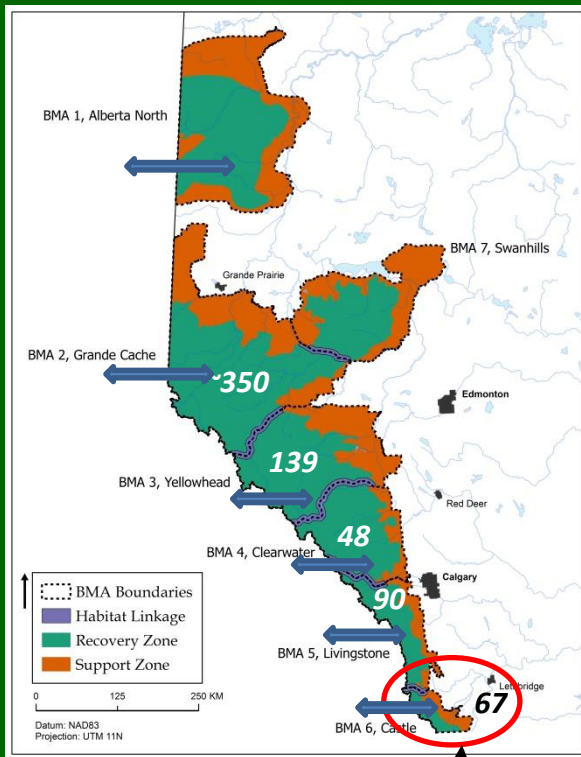 BMA 1, Alberta North
BMA 7, Swanhills
Grande Prairie
BMA 2, Grande Cache
~350
Edmonton
139
BMA 3, Yellowhead
Red Deer
48
BMA 4, Clearwater
Calgary
90
BMA Boundaries
Habitat Linkage
Recovery Zone
Support Zone
BMA 5, Livingstone
Lethbridge
67
0 125 250 KM
BMA 6, Castle
Datum: NAD83
Projection: UTM 11N